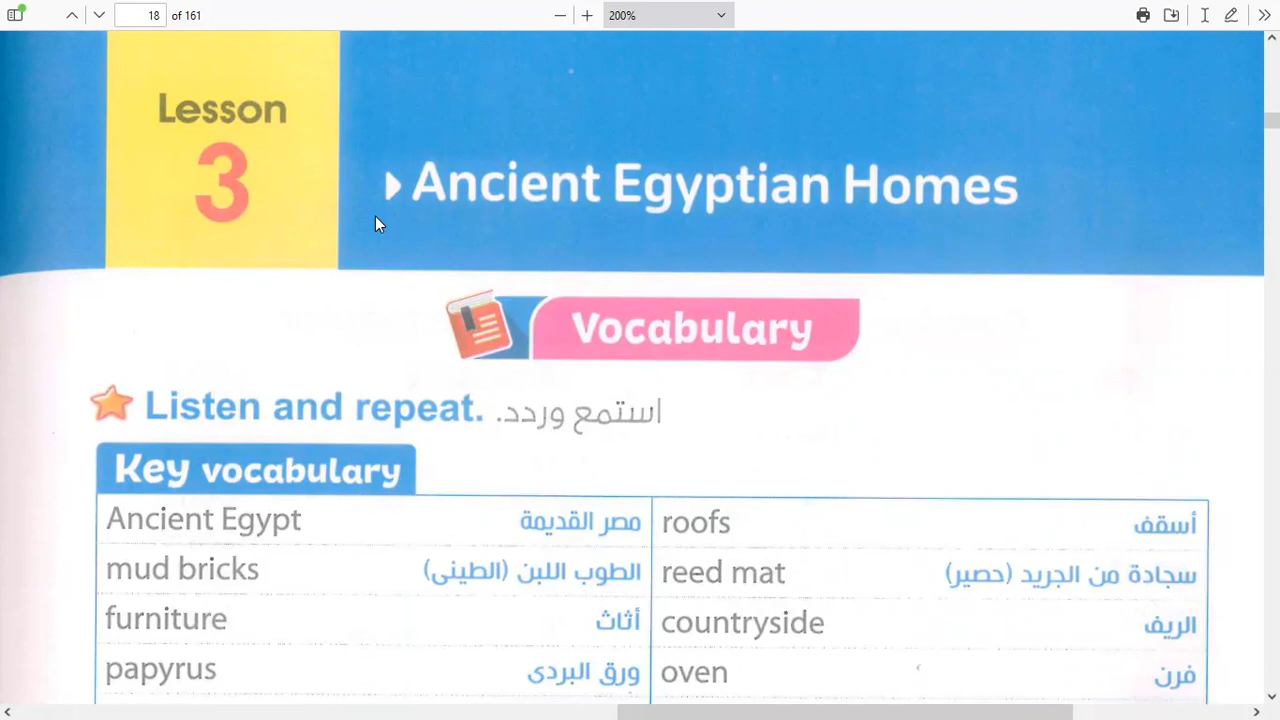 18 of 161
200%
Lesson
3
Ancient Egyptian Homes
Vocabulary
Listen and repeat. استمع وردد.
Key vocabulary
Ancient Egypt مصر القديمة roofs أسقف
mud bricks الطوب اللبن (الطينى) reed mat سجادة من الجريد (حصير)
furniture أثاث countryside الريف
papyrus ورق البردى oven فرن